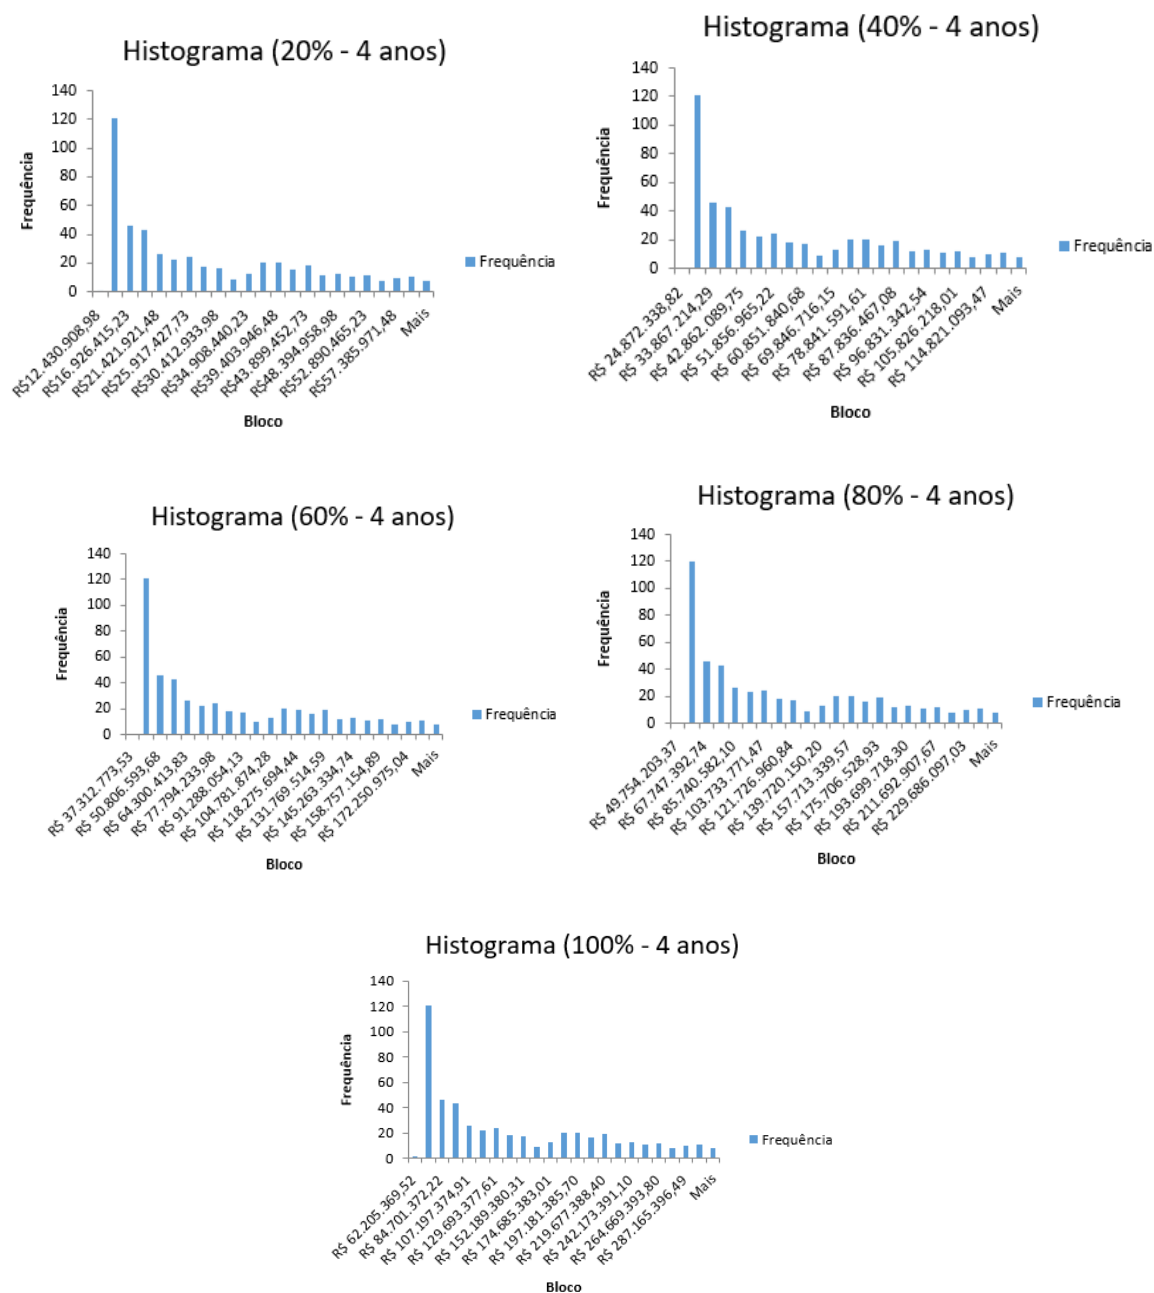 Histograma (20% - 4 anos)
140
120
100
80
60
40
20
0
Frequência
R$12.430.908,98
R$16.926.415,23
R$21.421.921,48
R$25.917.427,73
R$30.412.933,98
R$34.908.440,23
R$39.403.946,48
R$43.899.452,73
R$48.394.958,98
R$52.890.465,23
R$57.385.971,48
Mais
Bloco
Frequência
Histograma (40% - 4 anos)
140
120
100
80
60
40
20
0
Frequência
R$ 24.872.338,82
R$ 33.867.214,29
R$ 42.862.089,75
R$ 51.856.965,22
R$ 60.851.840,68
R$ 69.846.716,15
R$ 78.841.591,61
R$ 87.836.467,08
R$ 96.831.342,54
R$ 105.826.218,01
R$ 114.821.093,47
Mais
Bloco
Frequência
Histograma (60% - 4 anos)
140
120
100
80
60
40
20
0
Frequência
R$ 37.312.773,53
R$ 50.806.593,68
R$ 64.300.413,83
R$ 77.794.233,98
R$ 91.288.054,13
R$ 104.781.874,28
R$ 118.275.694,44
R$ 131.769.514,59
R$ 145.263.334,74
R$ 158.757.154,89
R$ 172.250.975,04
Mais
Bloco
Frequência
Histograma (80% - 4 anos)
140
120
100
80
60
40
20
0
Frequência
R$ 49.754.203,37
R$ 67.747.392,74
R$ 85.740.582,10
R$ 103.733.771,47
R$ 121.726.960,84
R$ 139.720.150,20
R$ 157.713.339,57
R$ 175.706.528,93
R$ 193.699.718,30
R$ 211.692.907,67
R$ 229.686.097,03
Mais
Bloco
Frequência
Histograma (100% - 4 anos)
140
120
100
80
60
40
20
0
Frequência
R$ 62.205.369,52
R$ 84.701.372,22
R$ 107.197.374,91
R$ 129.693.377,61
R$ 152.189.380,31
R$ 174.685.383,01
R$ 197.181.385,70
R$ 219.677.388,40
R$ 242.173.391,10
R$ 264.669.393,80
R$ 287.165.396,49
Mais
Bloco
Frequência